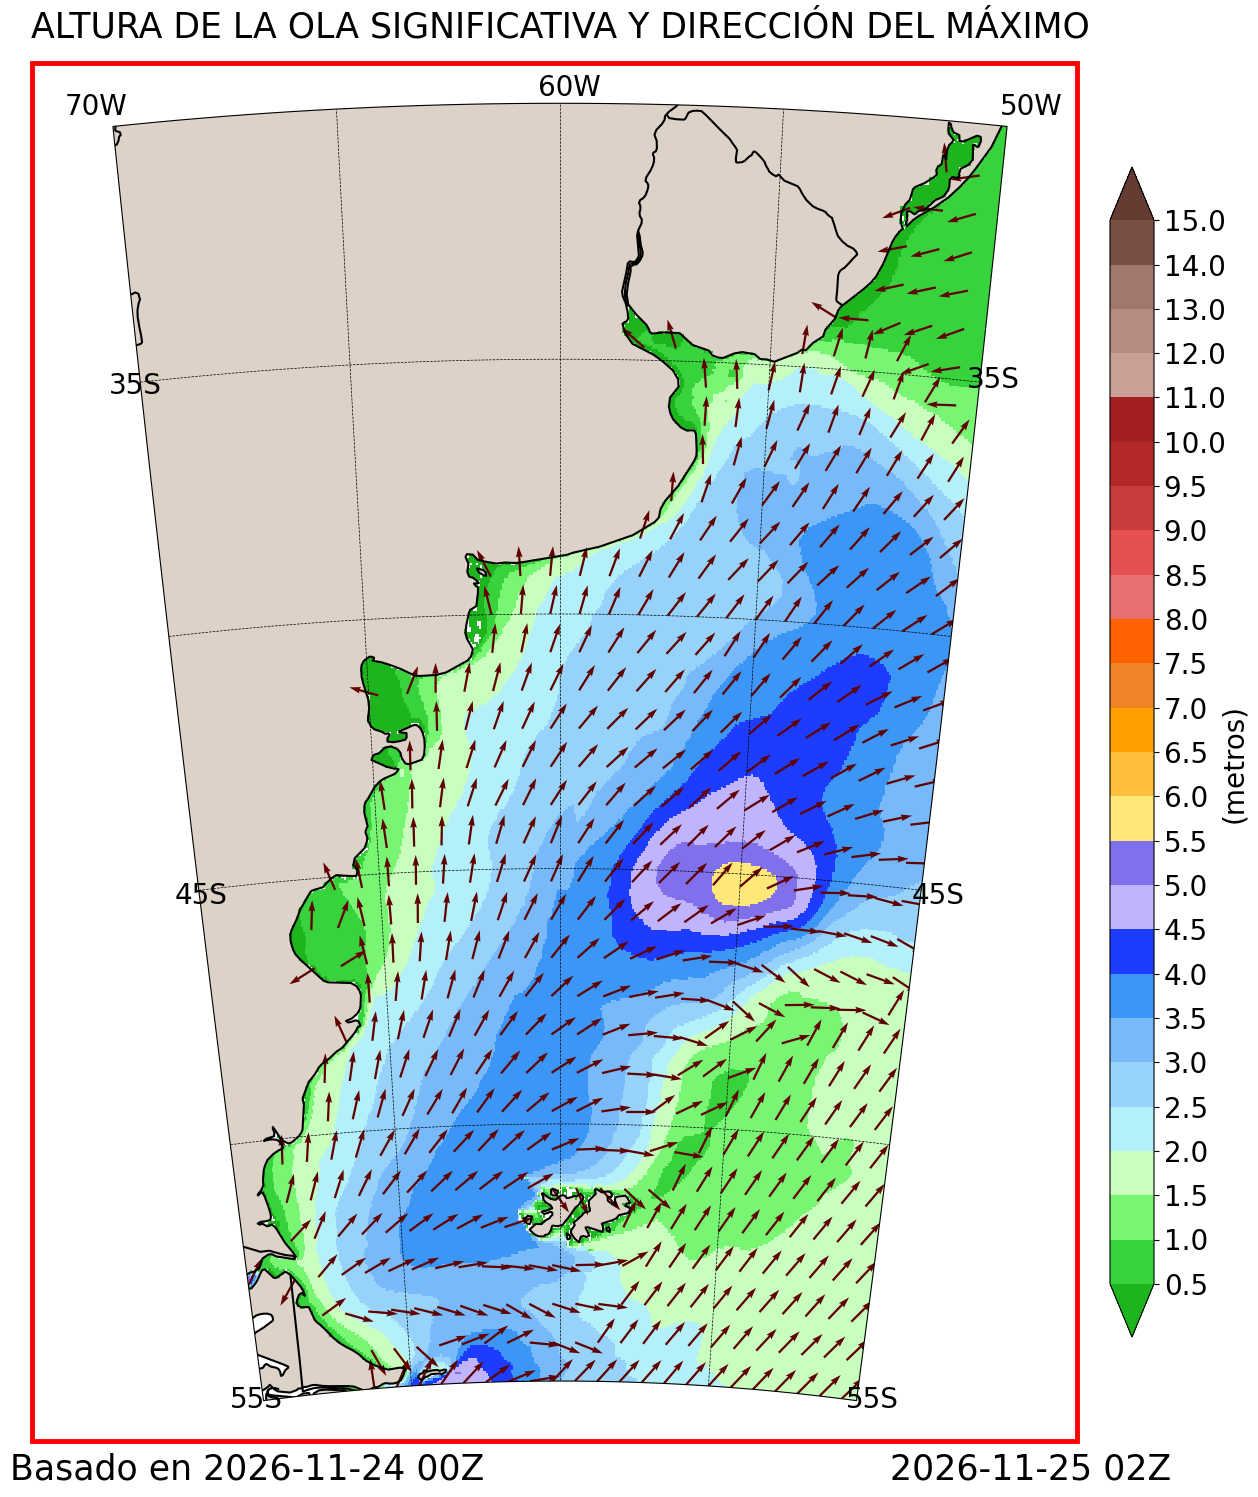 ALTURA DE LA OLA SIGNIFICATIVA Y DIRECCIÓN DEL MÁXIMO
70W
60W
50W
35S
35S
45S
45S
55S
55S
15.0
14.0
13.0
12.0
11.0
10.0
9.5
9.0
8.5
8.0
7.5
7.0
6.5
6.0
5.5
5.0
4.5
4.0
3.5
3.0
2.5
2.0
1.5
1.0
0.5
(metros)
Basado en 2026-11-24 00Z
2026-11-25 02Z